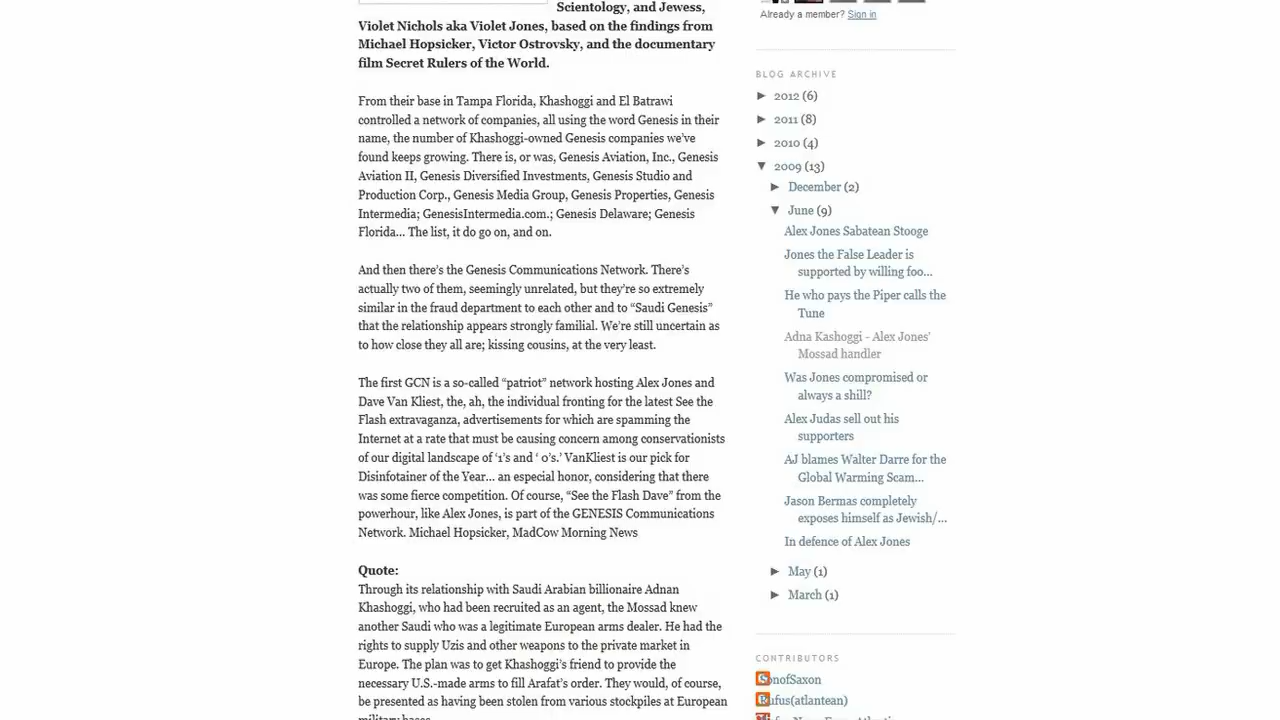 Scientology, and Jewess,
Violet Nichols aka Violet Jones, based on the findings from
Michael Hopsicker, Victor Ostrovsky, and the documentary
film Secret Rulers of the World.
From their base in Tampa Florida, Khashoggi and El Batrawi
controlled a network of companies, all using the word Genesis in their
name, the number of Khashoggi-owned Genesis companies we've
found keeps growing. There is, or was, Genesis Aviation, Inc., Genesis
Aviation II, Genesis Diversified Investments, Genesis Studio and
Production Corp., Genesis Media Group, Genesis Properties, Genesis
Intermedia; GenesisIntermedia.com.; Genesis Delaware; Genesis
Florida... The list, it do go on, and on.
And then there's the Genesis Communications Network. There's
actually two of them, seemingly unrelated, but they're so extremely
similar in the fraud department to each other and to “Saudi Genesis”
that the relationship appears strongly familial. We're still uncertain as
to how close they all are; kissing cousins, at the very least.
The first GCN is a so-called “patriot” network hosting Alex Jones and
Dave Van Kliest, the, ah, the individual fronting for the latest See the
Flash extravaganza, advertisements for which are spamming the
Internet at a rate that must be causing concern among conservationists
of our digital landscape of ‘1’s and ‘ 0’s.’ VanKliest is our pick for
Disinfotainer of the Year... an especial honor, considering that there
was some fierce competition. Of course, “See the Flash Dave” from the
powerhour, like Alex Jones, is part of the GENESIS Communications
Network. Michael Hopsicker, MadCow Morning News
Quote:
Through its relationship with Saudi Arabian billionaire Adnan
Khashoggi, who had been recruited as an agent, the Mossad knew
another Saudi who was a legitimate European arms dealer. He had the
rights to supply Uzis and other weapons to the private market in
Europe. The plan was to get Khashoggi's friend to provide the
necessary U.S.-made arms to fill Arafat's order. They would, of course,
be presented as having been stolen from various stockpiles at European
military bases.
Already a member? Sign in
BLOG ARCHIVE
► 2012 (6)
► 2011 (8)
► 2010 (4)
▼ 2009 (13)
► December (2)
▼ June (9)
Alex Jones Sabatean Stooge
Jones the False Leader is
supported by willing foo...
He who pays the Piper calls the
Tune
Adna Kashoggi - Alex Jones'
Mossad handler
Was Jones compromised or
always a shill?
Alex Judas sell out his
supporters
AJ blames Walter Darre for the
Global Warming Scam...
Jason Bermas completely
exposes himself as Jewish/...
In defence of Alex Jones
► May (1)
► March (1)
CONTRIBUTORS
SonofSaxon
Rufus(atlantean)